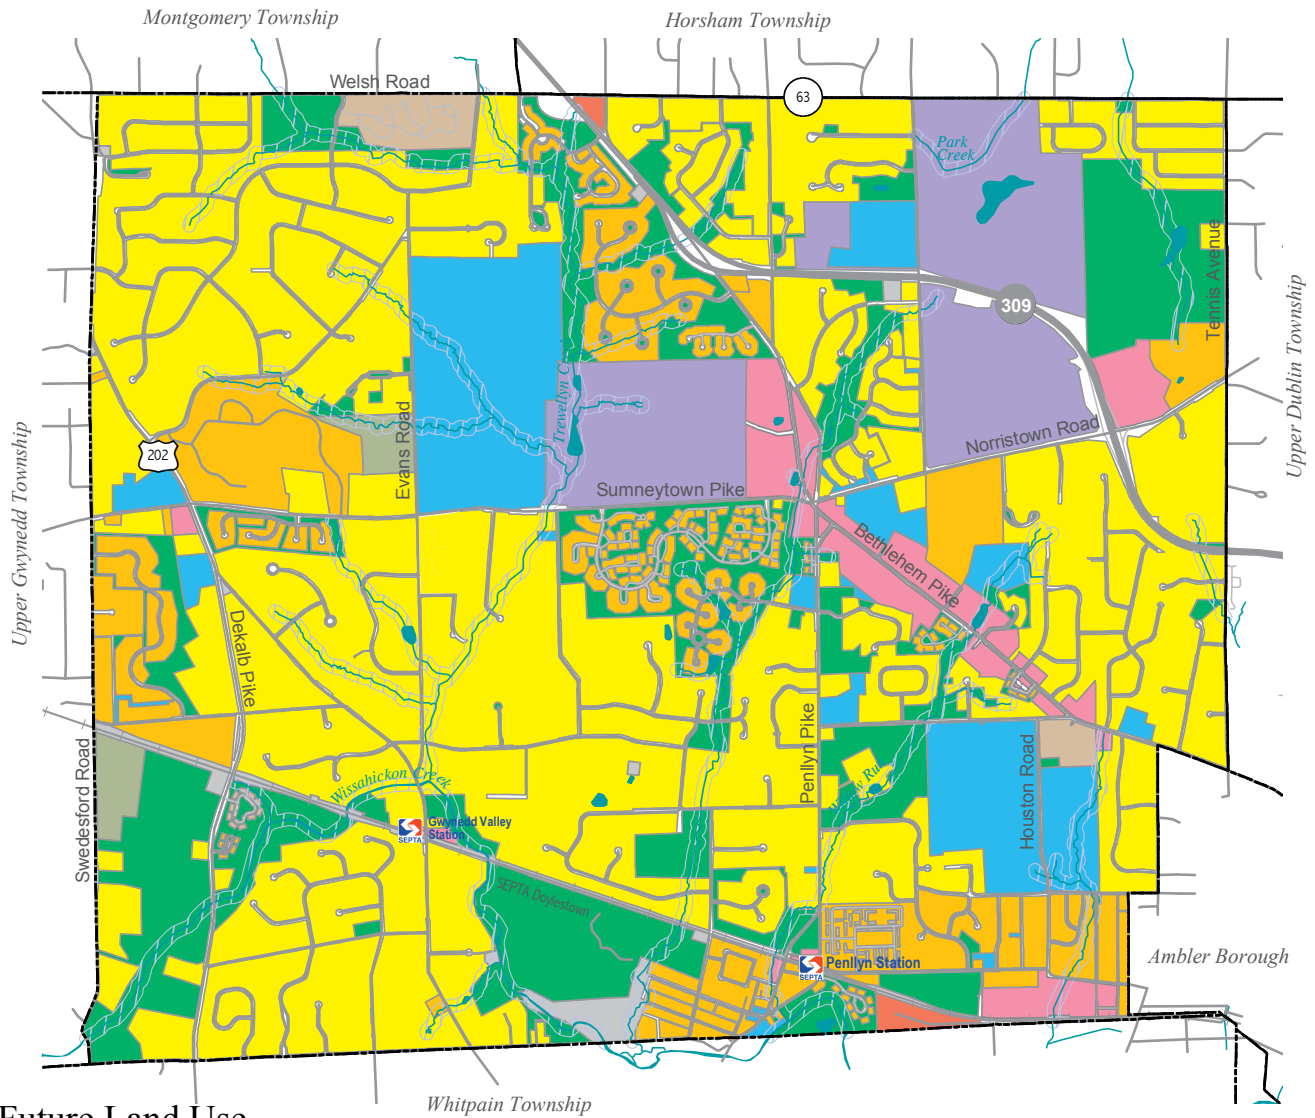 Montgomery Township
Horsham Township
Welsh Road
63
Park
Creek
Tennis Avenue
309
Upper Dublin Township
Trewellyn C
Evans Road
Norristown Road
202
Upper Gwynedd Township
Sumneytown Pike
Bethlehem Pike
Dekalb Pike
Penllyn Pike
Swedesford Road
Houston Road
Wissahickon Creek
Gwynedd Valley
Station
SEPTA
SEPTA Doylestown
Penllyn Station
SEPTA
Ambler Borough
Whitpain Township
Future Land Use